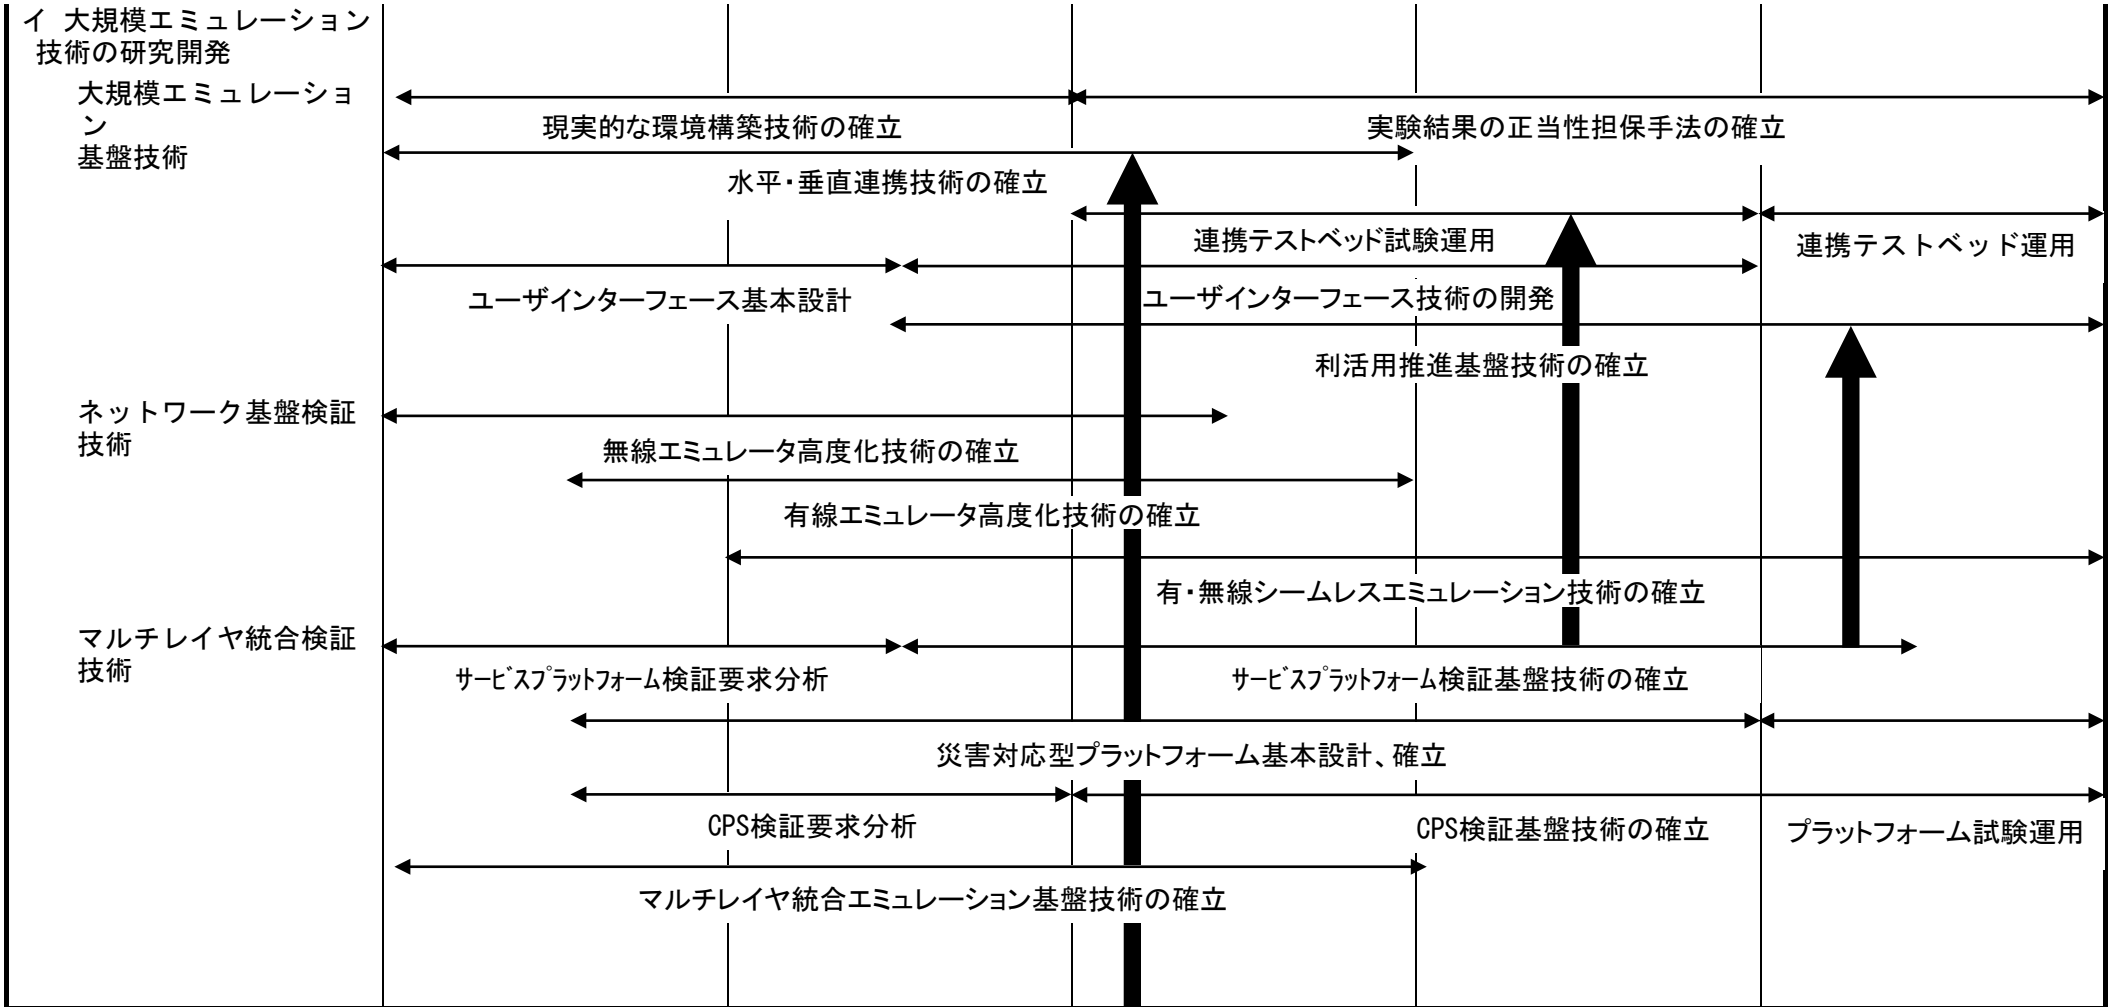 イ 大規模エミュレーション
技術の研究開発
大規模エミュレーショ
ン
基盤技術
現実的な環境構築技術の確立
実験結果の正当性担保手法の確立
水平・垂直連携技術の確立
連携テストベッド試験運用
連携テストベッド運用
ユーザインターフェース基本設計
ユーザインターフェース技術の開発
利活用推進基盤技術の確立
ネットワーク基盤検証
技術
無線エミュレータ高度化技術の確立
有線エミュレータ高度化技術の確立
有・無線シームレスエミュレーション技術の確立
マルチレイヤ統合検証
技術
サービスプラットフォーム検証要求分析
サービスプラットフォーム検証基盤技術の確立
災害対応型プラットフォーム基本設計、確立
CPS検証要求分析
CPS検証基盤技術の確立
プラットフォーム試験運用
マルチレイヤ統合エミュレーション基盤技術の確立